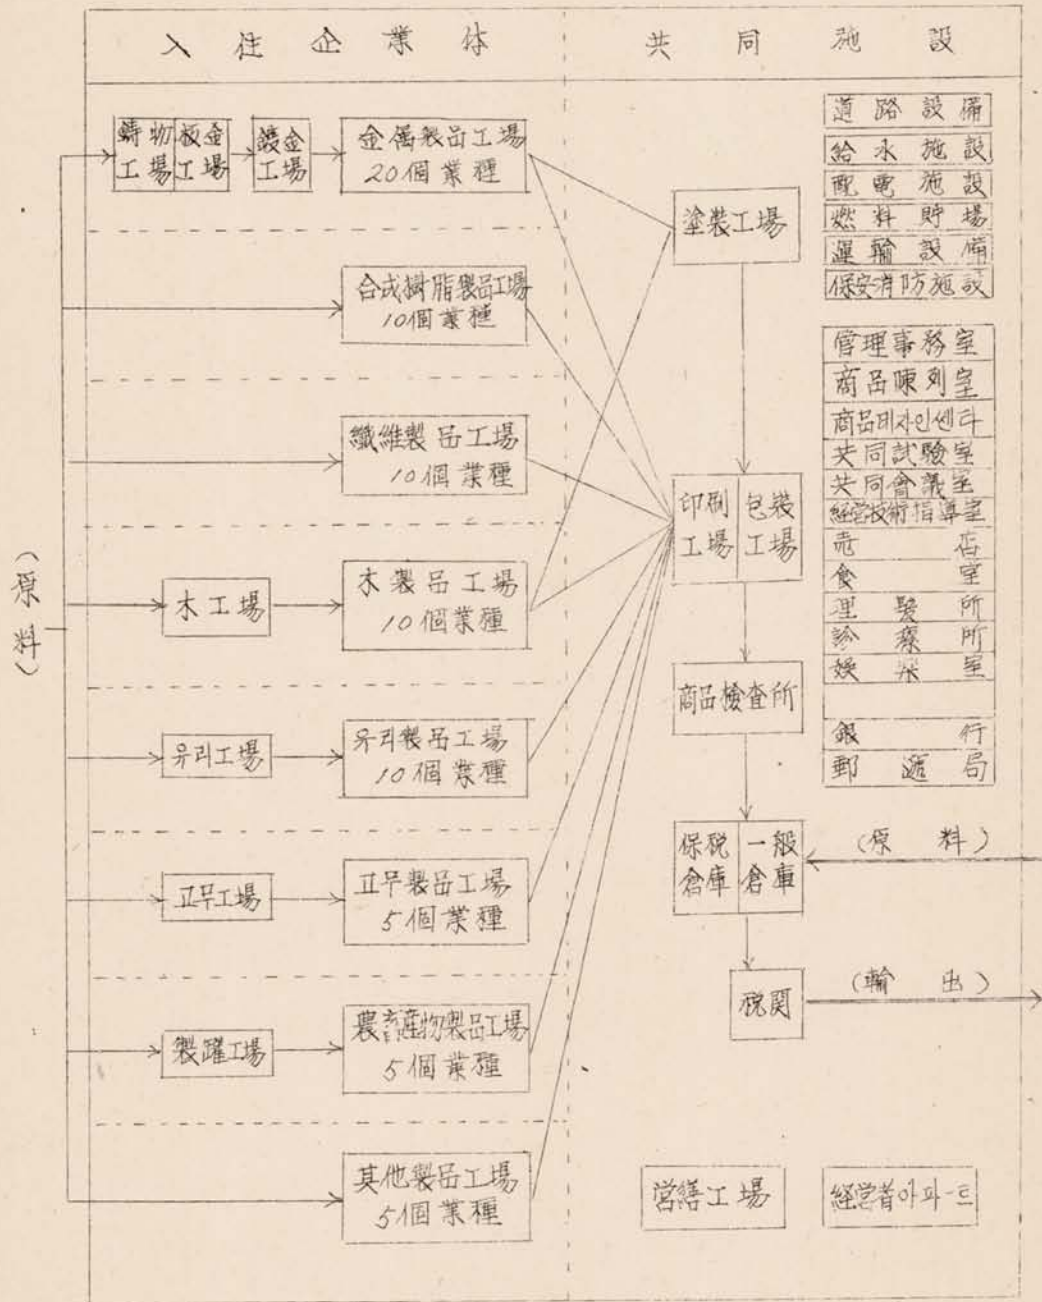 入住企業体
共同施設
(原料)
鋳物工場
板金工場
鍍金工場
金属製品工場
20個業種
合成樹脂製品工場
10個業種
纖維製品工場
10個業種
木工場
木製品工場
10個業種
유리工場
유리製品工場
10個業種
고무工場
고무製品工場
5個業種
製罐工場
農畜産物製品工場
5個業種
其他製品工場
5個業種
塗装工場
印刷工場
包装工場
商品檢査所
保税倉庫
一般倉庫
税関
(原料)
(輸出)
道路設備
給水施設
配電施設
燃料貯場
運輸設備
保安消防施設
管理事務室
商品陳列室
商品데자인센타
共同試驗室
共同會議室
経営技術指導室
売店
食室
理髮所
診療所
娯楽室
銀行
郵遞局
営繕工場
経営者아파-트